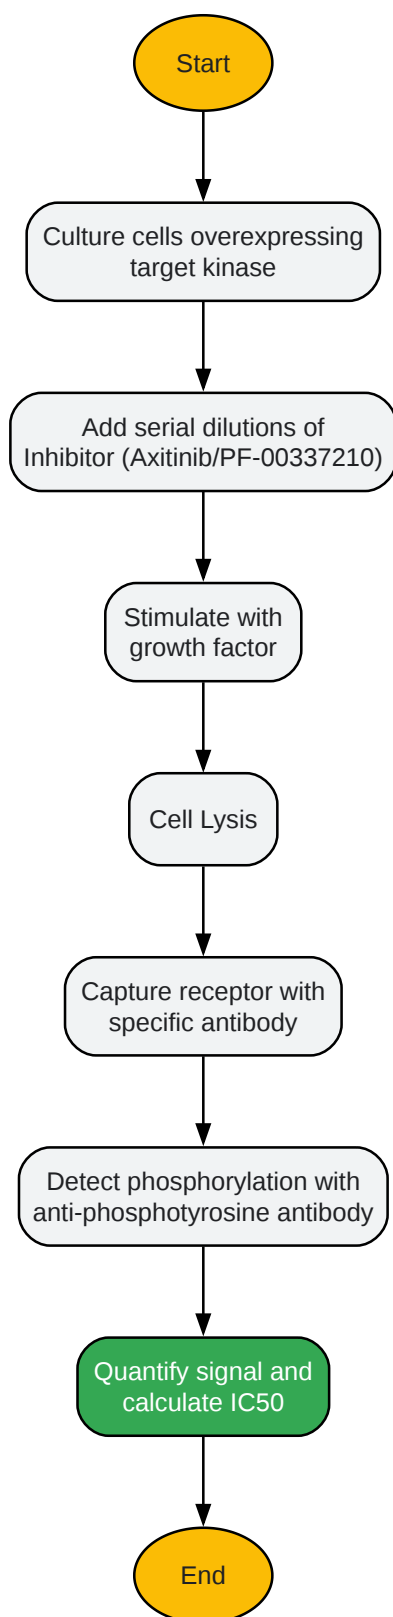 Start
Culture cells overexpressing
target kinase
Add serial dilutions of
Inhibitor (Axitinib/PF-00337210)
Stimulate with
growth factor
Cell Lysis
Capture receptor with
specific antibody
Detect phosphorylation with
anti-phosphotyrosine antibody
Quantify signal and
calculate IC50
End